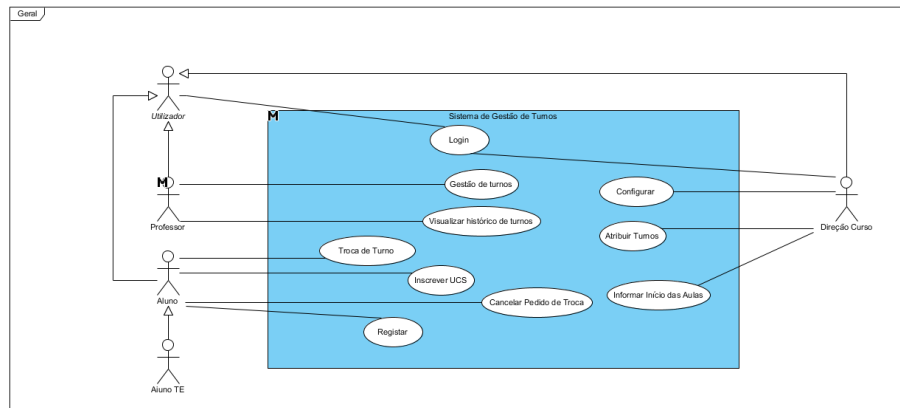 Geral
Utilizador
M
Sistema de Gestão de Turnos
Login
M
Professor
Gestão de turnos
Configurar
Visualizar histórico de turnos
Direção Curso
Atribuir Turnos
Troca de Turno
Aluno
Inscrever UCS
Cancelar Pedido de Troca
Informar Início das Aulas
Registar
Aluno TE